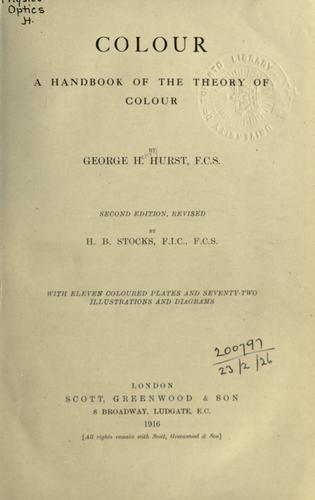 Physics
Optics
H.
COLOUR
A HANDBOOK OF THE THEORY OF
COLOUR
BY
GEORGE H. HURST, F.C.S.
SECOND EDITION, REVISED
BY
H. B. STOCKS, F.I.C., F.C.S.
WITH ELEVEN COLOURED PLATES AND SEVENTY-TWO
ILLUSTRATIONS AND DIAGRAMS
200797
23/2/26
LONDON
SCOTT, GREENWOOD & SON
8 BROADWAY, LUDGATE, E.C.
1916
[All rights remain with Scott, Greenwood & Son]